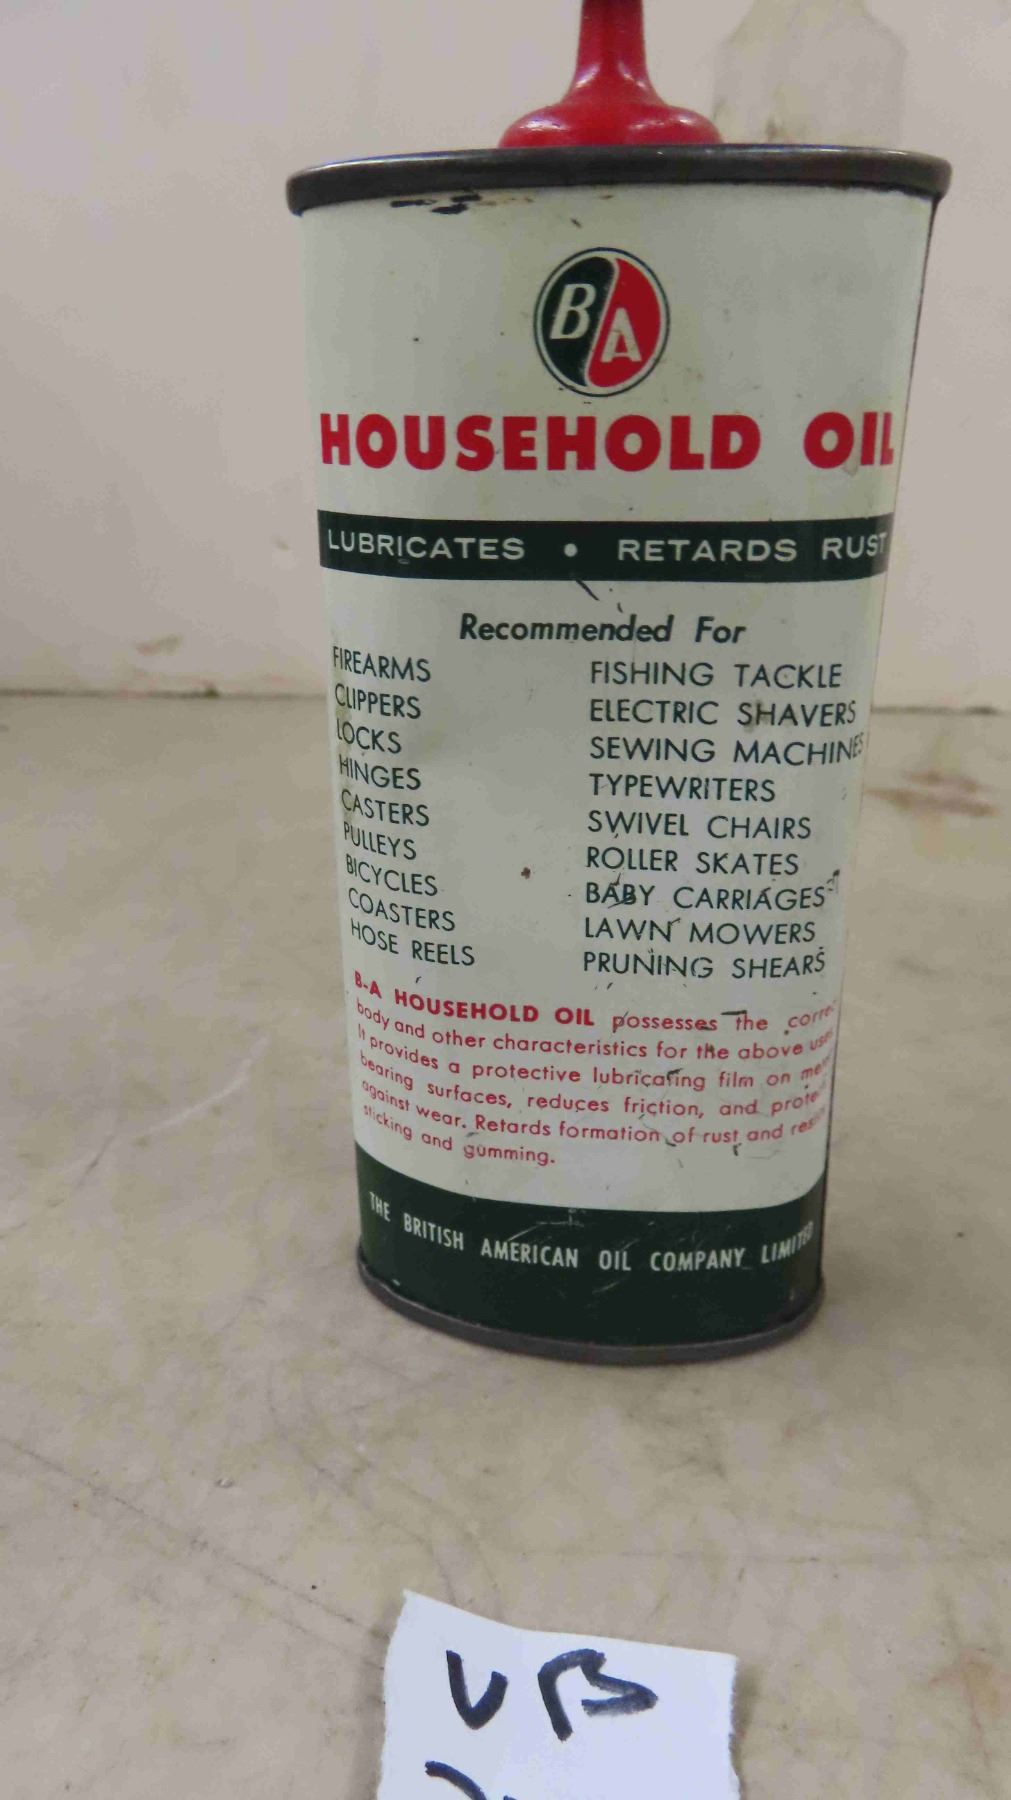 B A
HOUSEHOLD OIL
LUBRICATES • RETARDS RUST
Recommended For
FIREARMS
CLIPPERS
LOCKS
HINGES
CASTERS
PULLEYS
BICYCLES
COASTERS
HOSE REELS
FISHING TACKLE
ELECTRIC SHAVERS
SEWING MACHINES
TYPEWRITERS
SWIVEL CHAIRS
ROLLER SKATES
BABY CARRIAGES
LAWN MOWERS
PRUNING SHEARS
B-A HOUSEHOLD OIL possesses the
body and other characteristics for the above
It provides a protective lubricating film on
bearing surfaces, reduces friction, and
against wear. Retards formation of rust and
sticking and gumming.
THE BRITISH AMERICAN OIL COMPANY LIMITED
VB